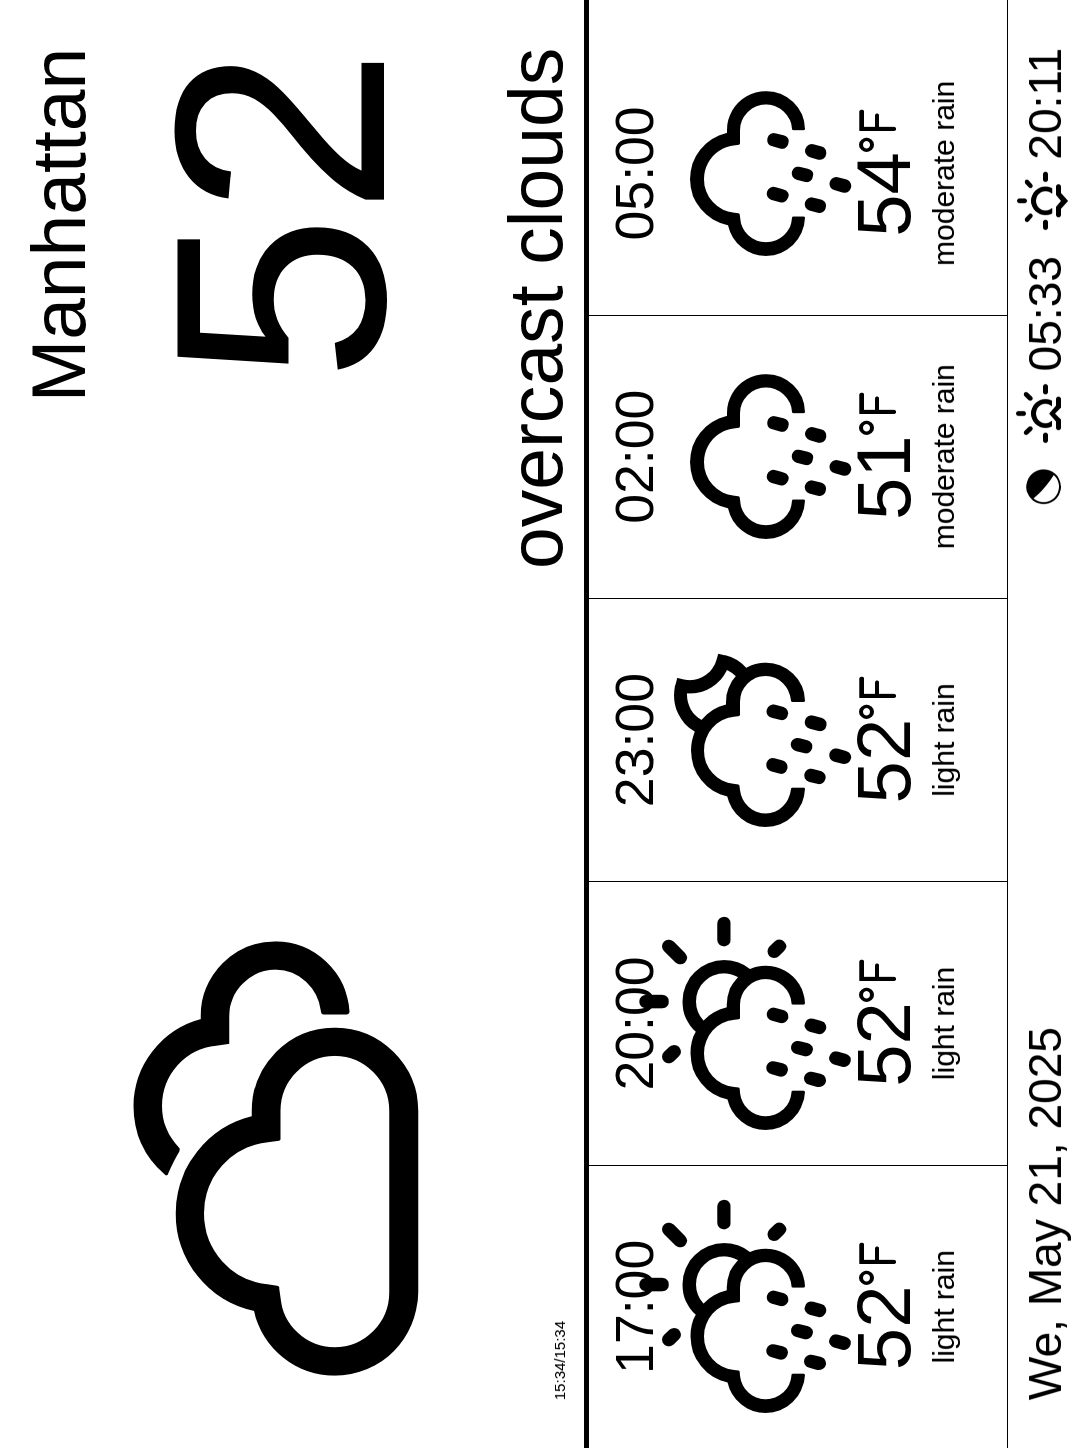 Manhattan
52
overcast clouds
15:34/15:34
17:00 20:00 23:00 02:00 05:00
52°F 52°F 52°F 51°F 54°F
light rain light rain light rain moderate rain moderate rain
We, May 21, 2025 05:33 20:11